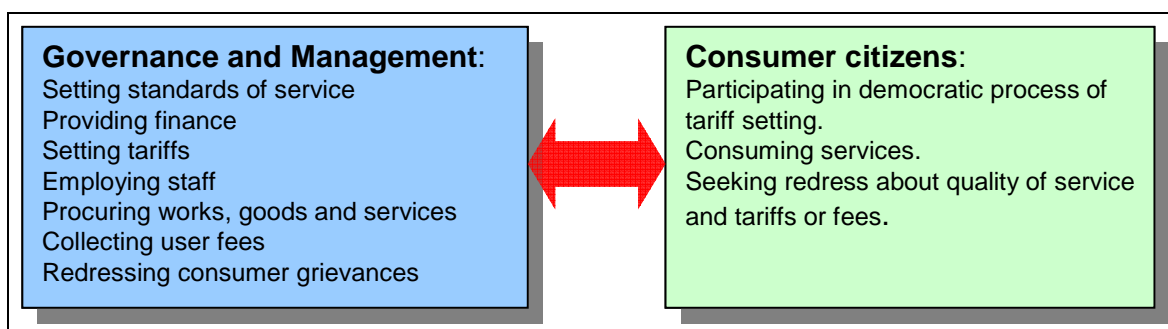 Governance and Management:
Setting standards of service
Providing finance
Setting tariffs
Employing staff
Procuring works, goods and services
Collecting user fees
Redressing consumer grievances
Consumer citizens:
Participating in democratic process of
tariff setting.
Consuming services.
Seeking redress about quality of service
and tariffs or fees.